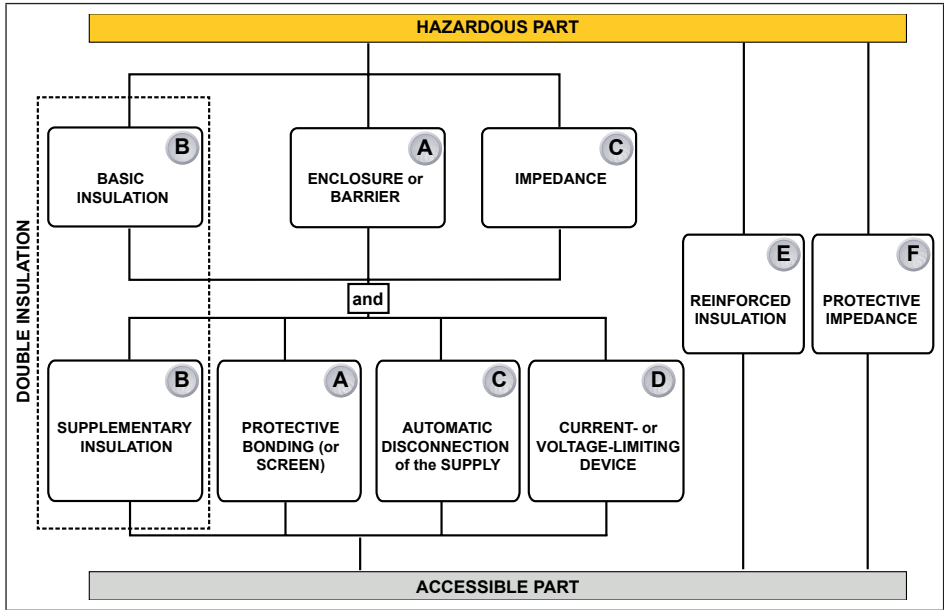 HAZARDOUS PART
DOUBLE INSULATION
B
BASIC
INSULATION
A
ENCLOSURE or
BARRIER
C
IMPEDANCE
E
REINFORCED
INSULATION
F
PROTECTIVE
IMPEDANCE
and
B
SUPPLEMENTARY
INSULATION
A
PROTECTIVE
BONDING (or
SCREEN)
C
AUTOMATIC
DISCONNECTION
of the SUPPLY
D
CURRENT- or
VOLTAGE-LIMITING
DEVICE
ACCESSIBLE PART